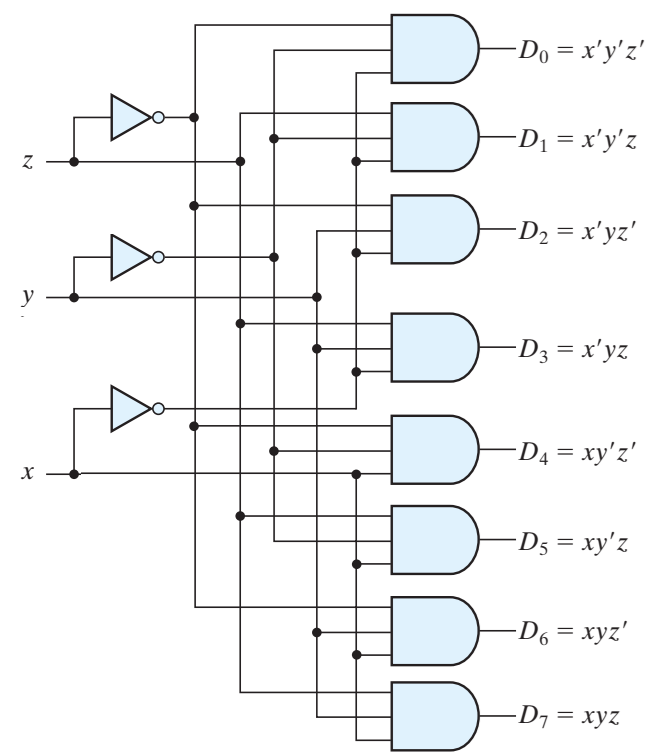 D₀ = x′y′z′
D₁ = x′y′z
z
D₂ = x′yz′
y
D₃ = x′yz
D₄ = xy′z′
x
D₅ = xy′z
D₆ = xyz′
D₇ = xyz